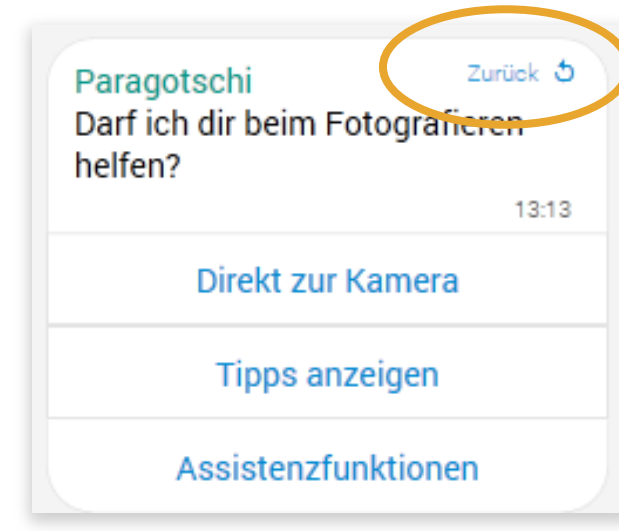 Zurück
Paragotschi
Darf ich dir beim Fotografieren
helfen?
13:13
Direkt zur Kamera
Tipps anzeigen
Assistenzfunktionen